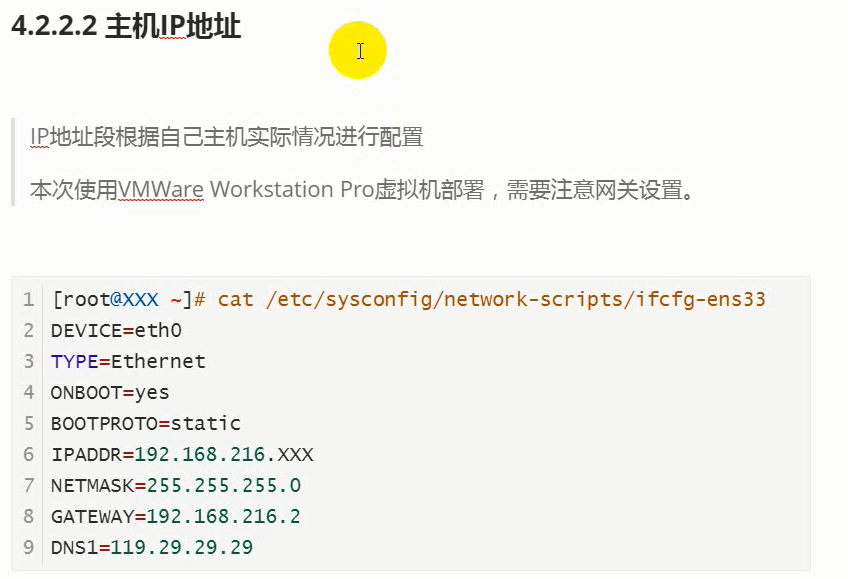 4.2.2.2 主机IP地址
IP地址段根据自己主机实际情况进行配置
本次使用VMWare Workstation Pro虚拟机部署，需要注意网关设置。
1 [root@XXX ~]# cat /etc/sysconfig/network-scripts/ifcfg-ens33
2 DEVICE=eth0
3 TYPE=Ethernet
4 ONBOOT=yes
5 BOOTPROTO=static
6 IPADDR=192.168.216.XXX
7 NETMASK=255.255.255.0
8 GATEWAY=192.168.216.2
9 DNS1=119.29.29.29